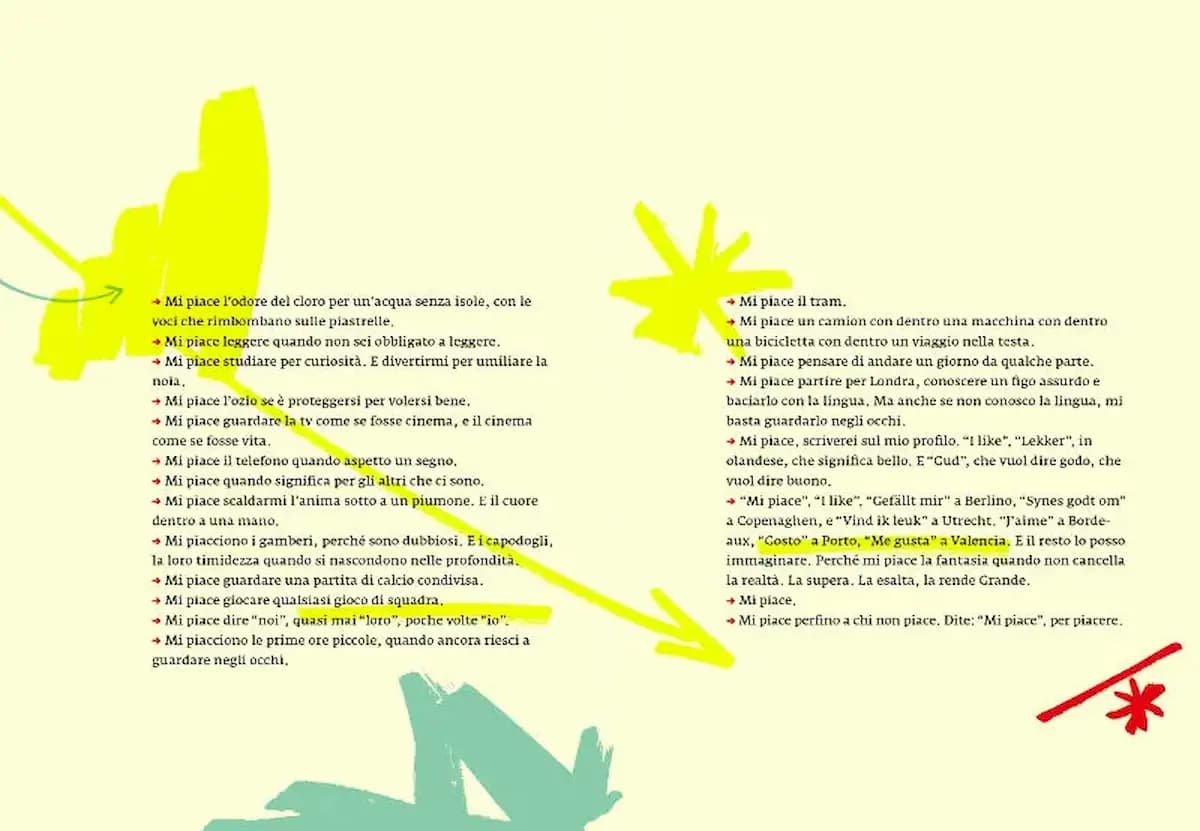 → Mi piace l’odore del cloro per un’acqua senza isole, con le
voci che rimbombano sulle piastrelle.
→ Mi piace leggere quando non sei obbligato a leggere.
→ Mi piace studiare per curiosità. E divertirmi per umiliare la
noia.
→ Mi piace l’ozio se è proteggersi per volersi bene.
→ Mi piace guardare la tv come se fosse cinema, e il cinema
come se fosse vita.
→ Mi piace il telefono quando aspetto un segno.
→ Mi piace quando significa per gli altri che ci sono.
→ Mi piace scaldarmi l’anima sotto a un piumone. E il cuore
dentro a una mano.
→ Mi piacciono i gamberi, perché sono dubbiosi. E i capodogli,
la loro timidezza quando si nascondono nelle profondità.
→ Mi piace guardare una partita di calcio condivisa.
→ Mi piace giocare qualsiasi gioco di squadra.
→ Mi piace dire “noi”, quasi mai “loro”, poche volte “io”.
→ Mi piacciono le prime ore piccole, quando ancora riesci a
guardare negli occhi.
→ Mi piace il tram.
→ Mi piace un camion con dentro una macchina con dentro
una bicicletta con dentro un viaggio nella testa.
→ Mi piace pensare di andare un giorno da qualche parte.
→ Mi piace partire per Londra, conoscere un figo assurdo e
baciarlo con la lingua. Ma anche se non conosco la lingua, mi
basta guardarlo negli occhi.
→ Mi piace, scriverei sul mio profilo. “I like”. “Lekker”, in
olandese, che significa bello. E “Gud”, che vuol dire godo, che
vuol dire buono.
→ “Mi piace”, “I like”, “Gefällt mir” a Berlino, “Synes godt om”
a Copenaghen, e “Vind ik leuk” a Utrecht. “J’aime” a Borde-
aux, “Gosto” a Porto, “Me gusta” a Valencia. E il resto lo posso
immaginare. Perché mi piace la fantasia quando non cancella
la realtà. La supera. La esalta, la rende Grande.
→ Mi piace.
→ Mi piace perfino a chi non piace. Dite: “Mi piace”, per piacere.